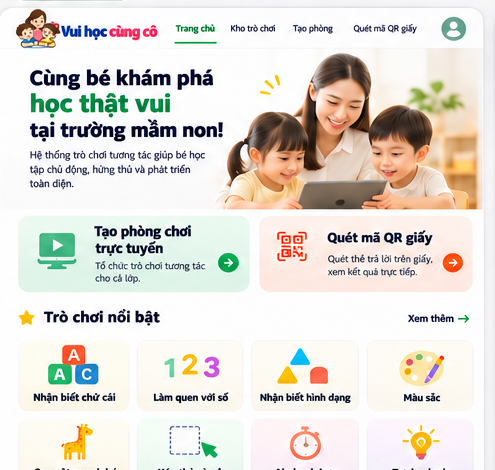 Vui học cùng cô
Trang chủ
Kho trò chơi
Tạo phòng
Quét mã QR giấy
Cùng bé khám phá
học thật vui
tại trường mầm non!
Hệ thống trò chơi tương tác giúp bé học
tập chủ động, hứng thú và phát triển
toàn diện.
Tạo phòng chơi
trực tuyến
Tổ chức trò chơi tương tác
cho cả lớp.
Quét mã QR giấy
Quét thẻ trả lời trên giấy,
xem kết quả trực tiếp.
Trò chơi nổi bật
Xem thêm
A
A C
Nhận biết chữ cái
1 2 3
Làm quen với số
Nhận biết hình dạng
Màu sắc